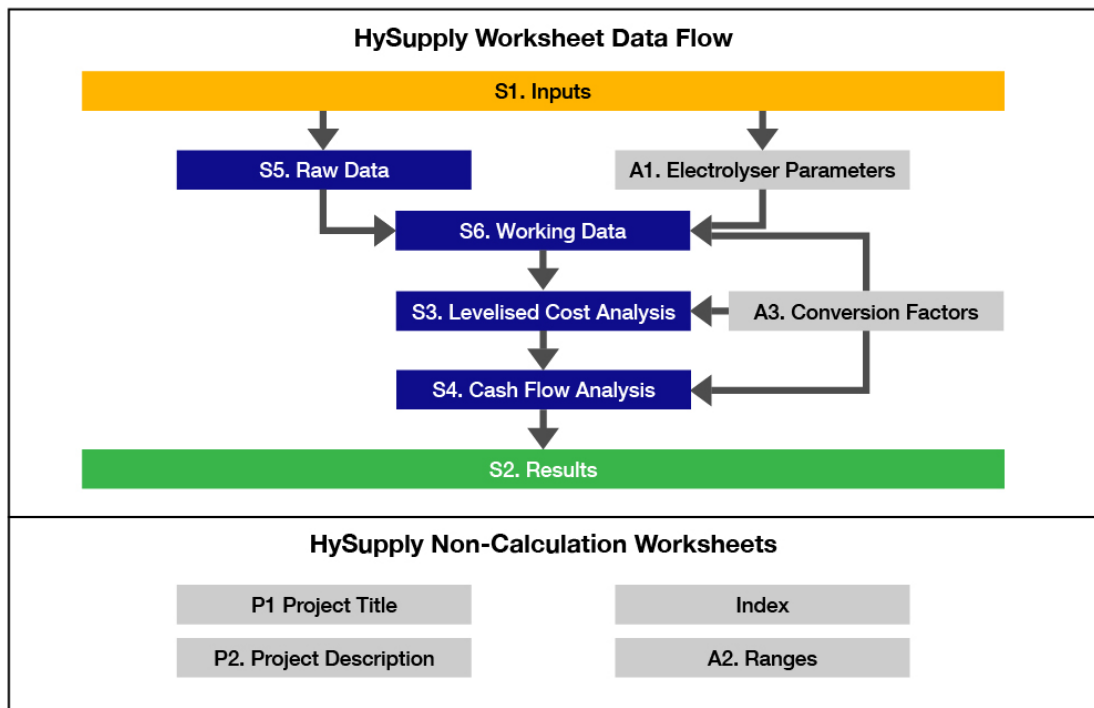 HySupply Worksheet Data Flow
S1. Inputs
S5. Raw Data
A1. Electrolyser Parameters
S6. Working Data
S3. Levelised Cost Analysis
A3. Conversion Factors
S4. Cash Flow Analysis
S2. Results
HySupply Non-Calculation Worksheets
P1 Project Title
Index
P2. Project Description
A2. Ranges